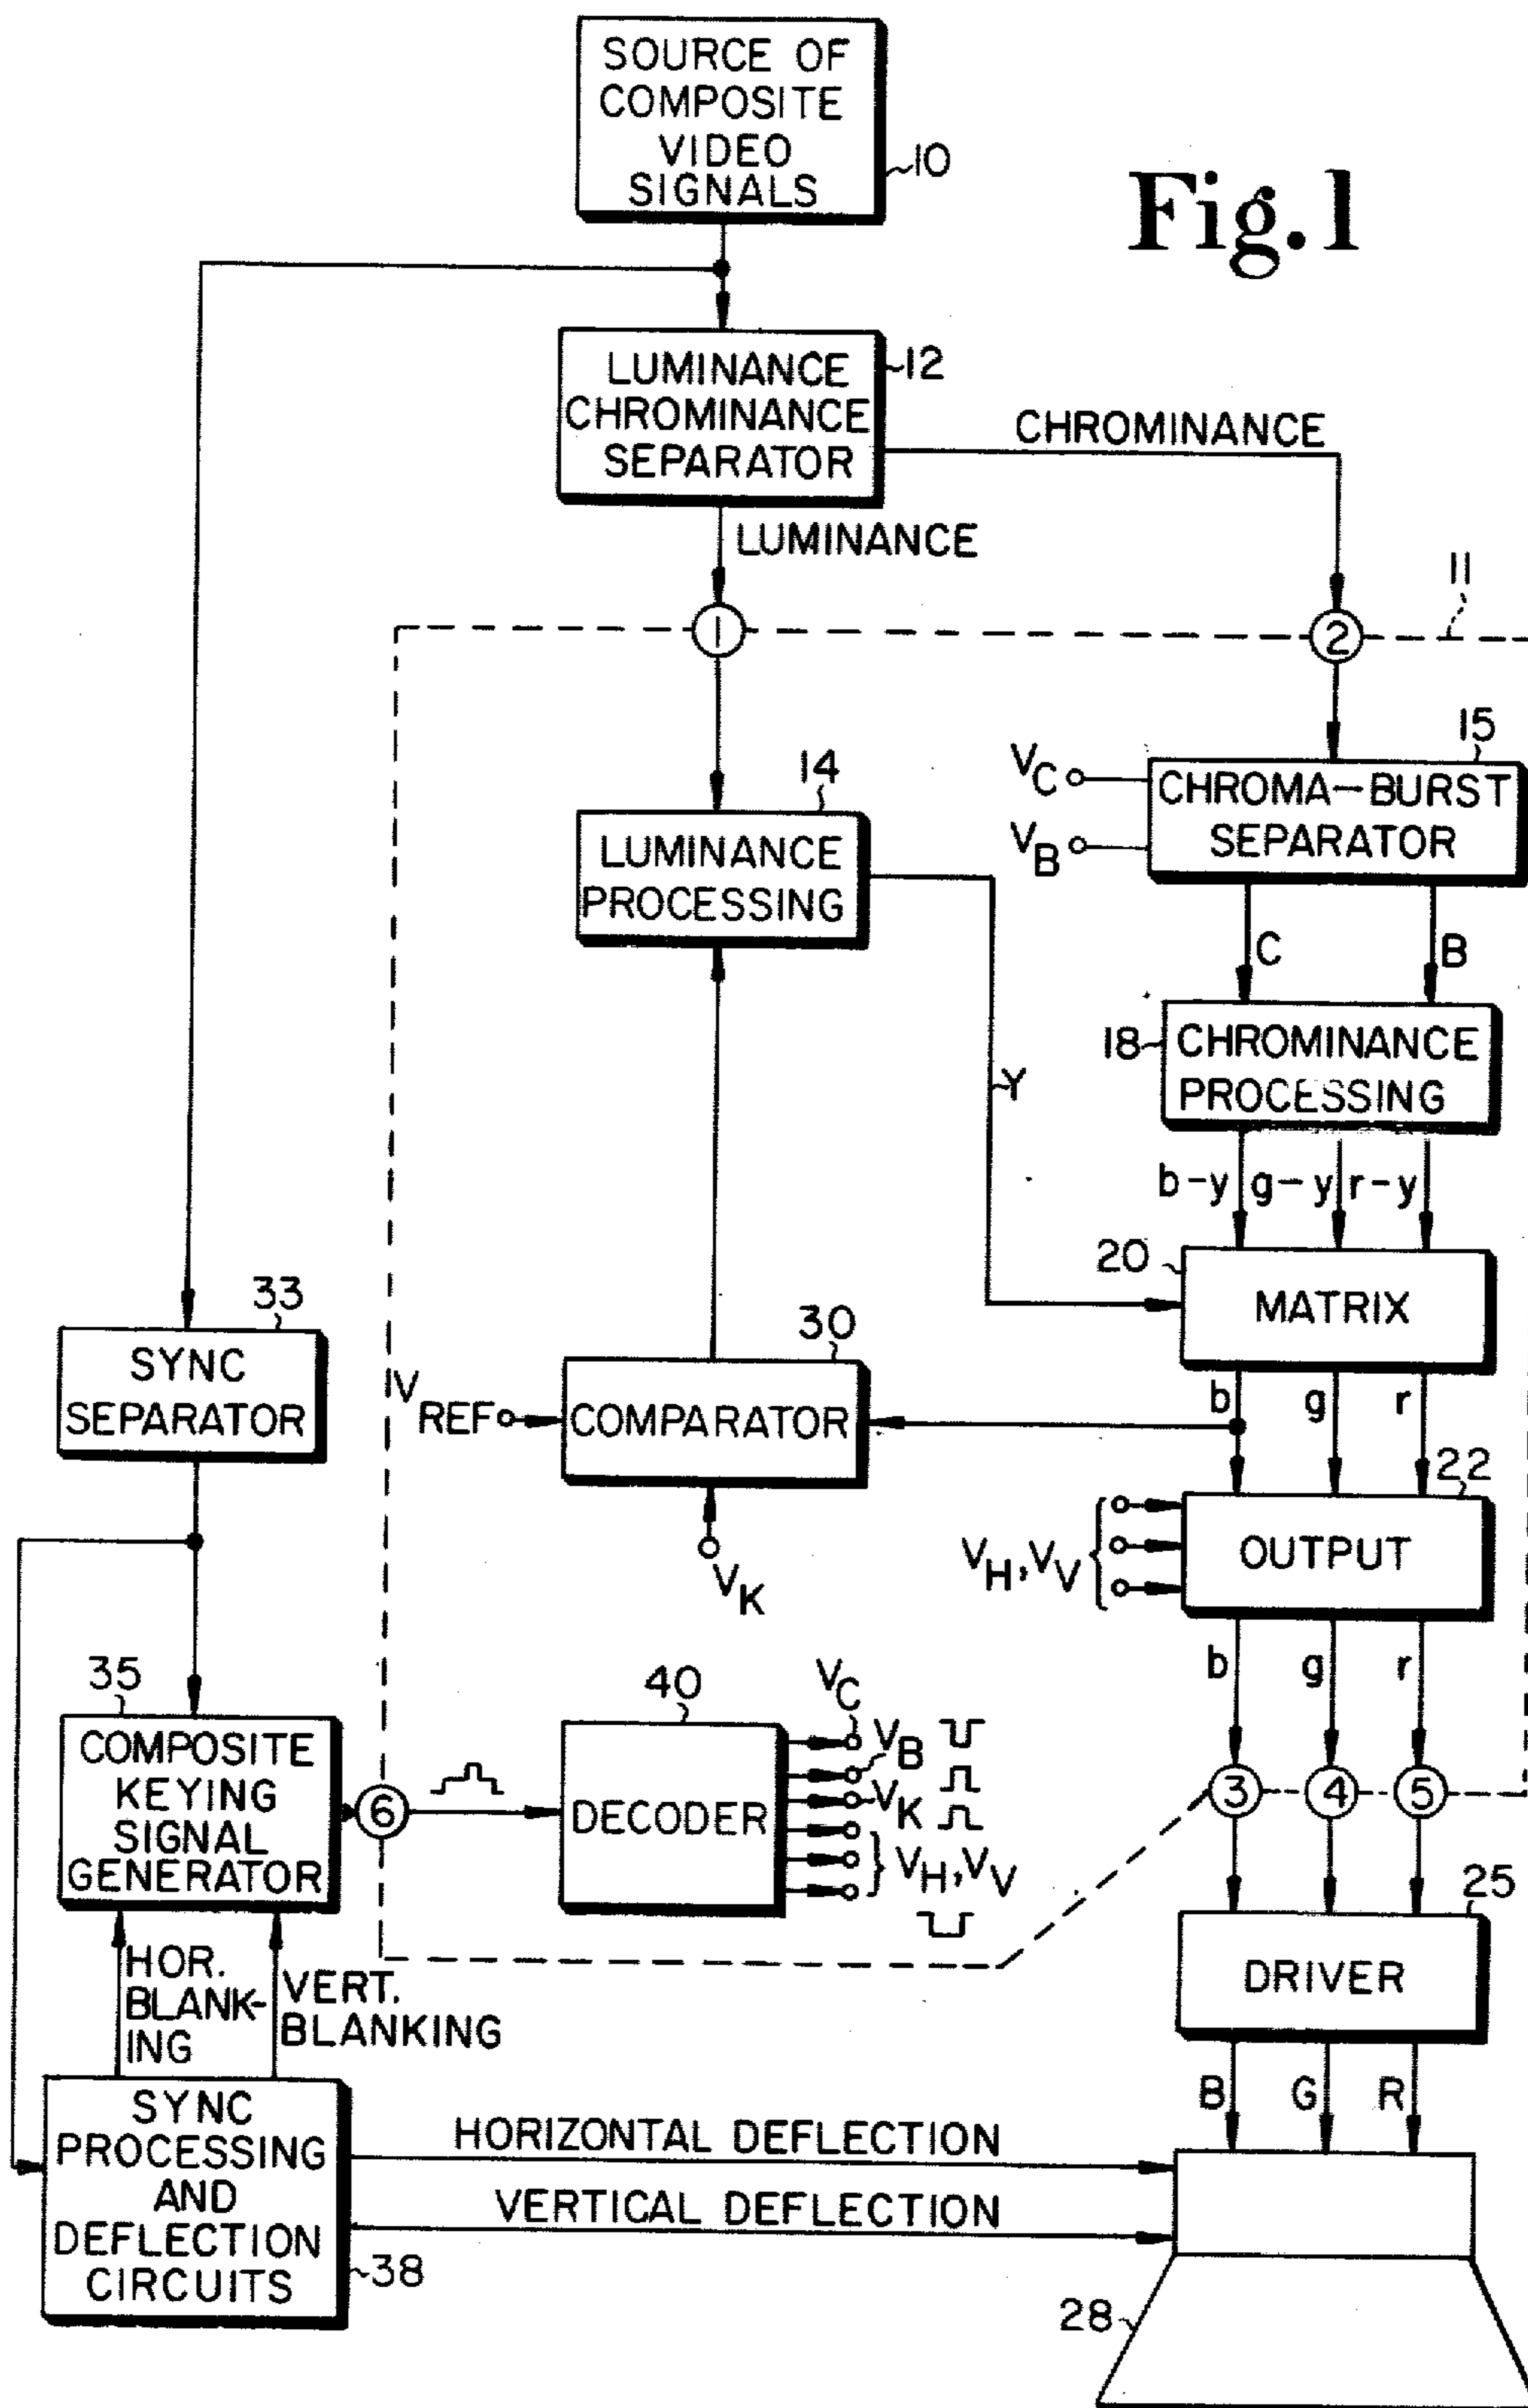 SOURCE OF
COMPOSITE
VIDEO
SIGNALS
10
Fig. 1
LUMINANCE
CHROMINANCE
SEPARATOR
12
CHROMINANCE
LUMINANCE
11
1
2
14
LUMINANCE
PROCESSING
15
VC
VB
CHROMA-BURST
SEPARATOR
C
B
18
CHROMINANCE
PROCESSING
Y
b-y
g-y
r-y
20
MATRIX
33
SYNC
SEPARATOR
30
VREF
COMPARATOR
VK
b
g
r
22
VH, VV
OUTPUT
b
g
r
35
COMPOSITE
KEYING
SIGNAL
GENERATOR
6
40
DECODER
VC
VB
VK
VH, VV
3
4
5
25
DRIVER
HOR.
BLANK-
ING
VERT.
BLANKING
B
G
R
SYNC
PROCESSING
AND
DEFLECTION
CIRCUITS
38
HORIZONTAL DEFLECTION
VERTICAL DEFLECTION
28